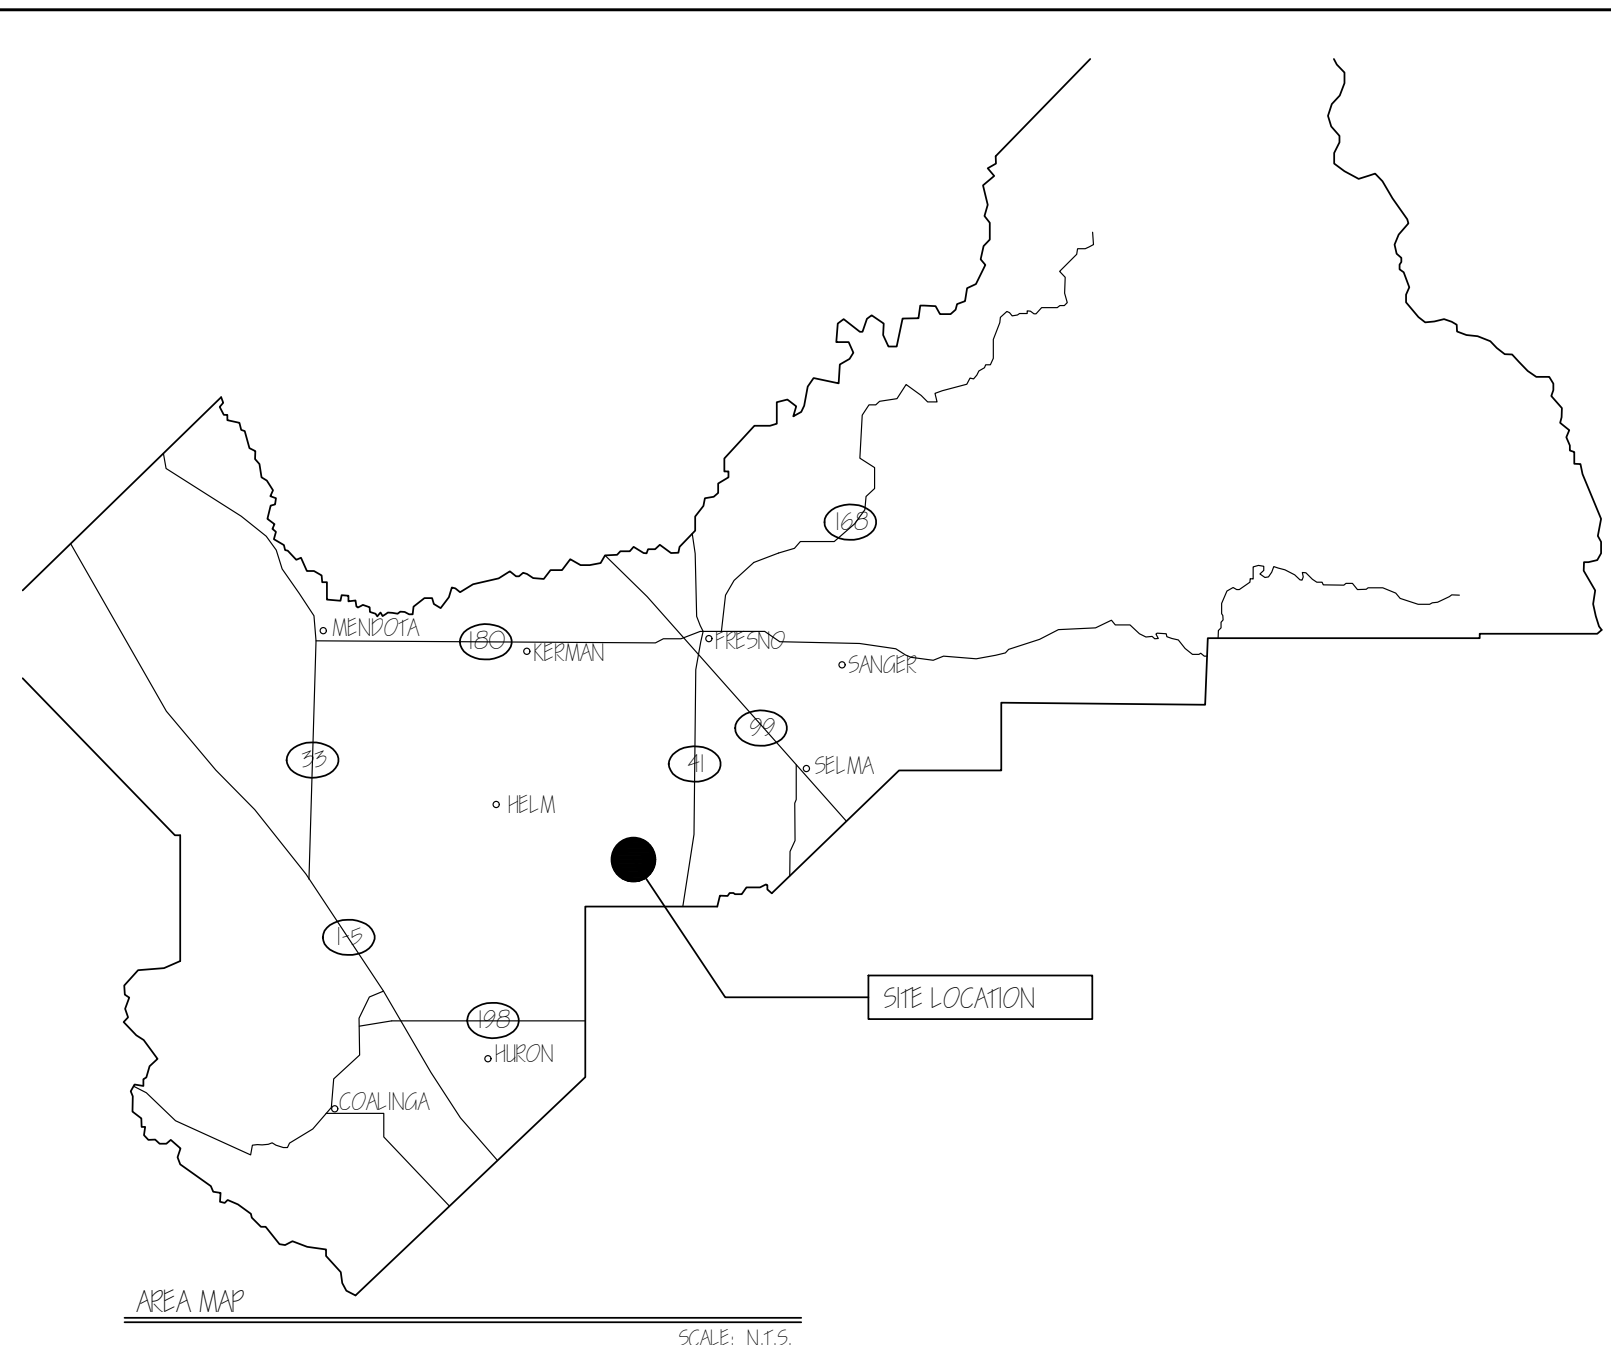 168
MENDOTA
180
KERMAN
FRESNO
SANGER
99
33
41
SELMA
HELM
I-5
SITE LOCATION
198
HURON
COALINGA
AREA MAP
SCALE: N.T.S.